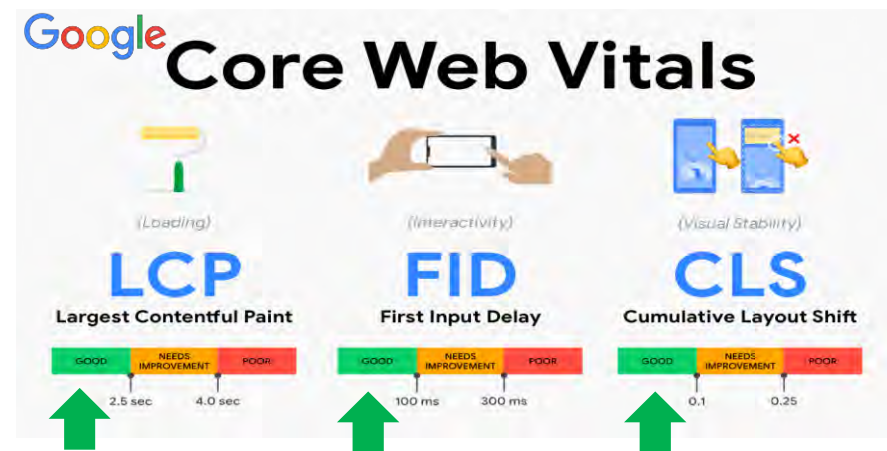 Google
Core Web Vitals
(Loading)
LCP
Largest Contentful Paint
GOOD
NEEDS
IMPROVEMENT
POOR
2.5 sec
4.0 sec
(Interactivity)
FID
First Input Delay
GOOD
NEEDS
IMPROVEMENT
POOR
100 ms
300 ms
(Visual Stability)
CLS
Cumulative Layout Shift
GOOD
NEEDS
IMPROVEMENT
POOR
0.1
0.25